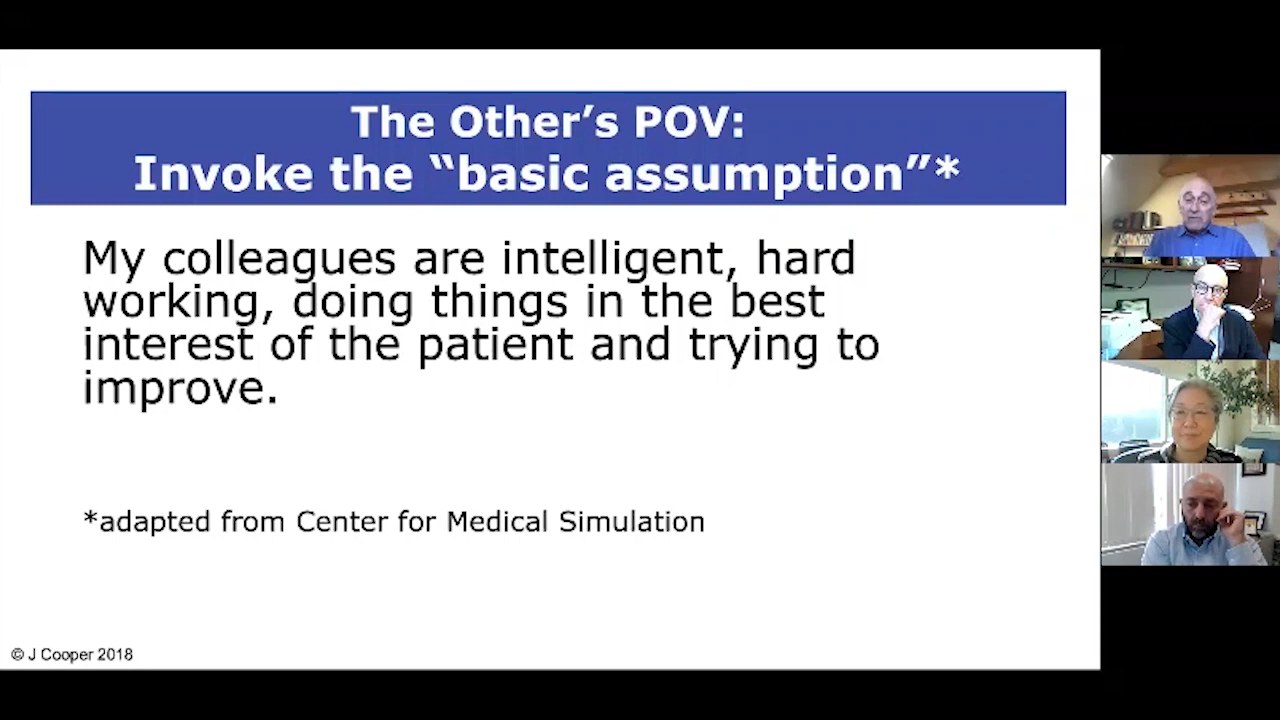 The Other’s POV:
Invoke the “basic assumption”*
My colleagues are intelligent, hard
working, doing things in the best
interest of the patient and trying to
improve.
*adapted from Center for Medical Simulation
© J Cooper 2018